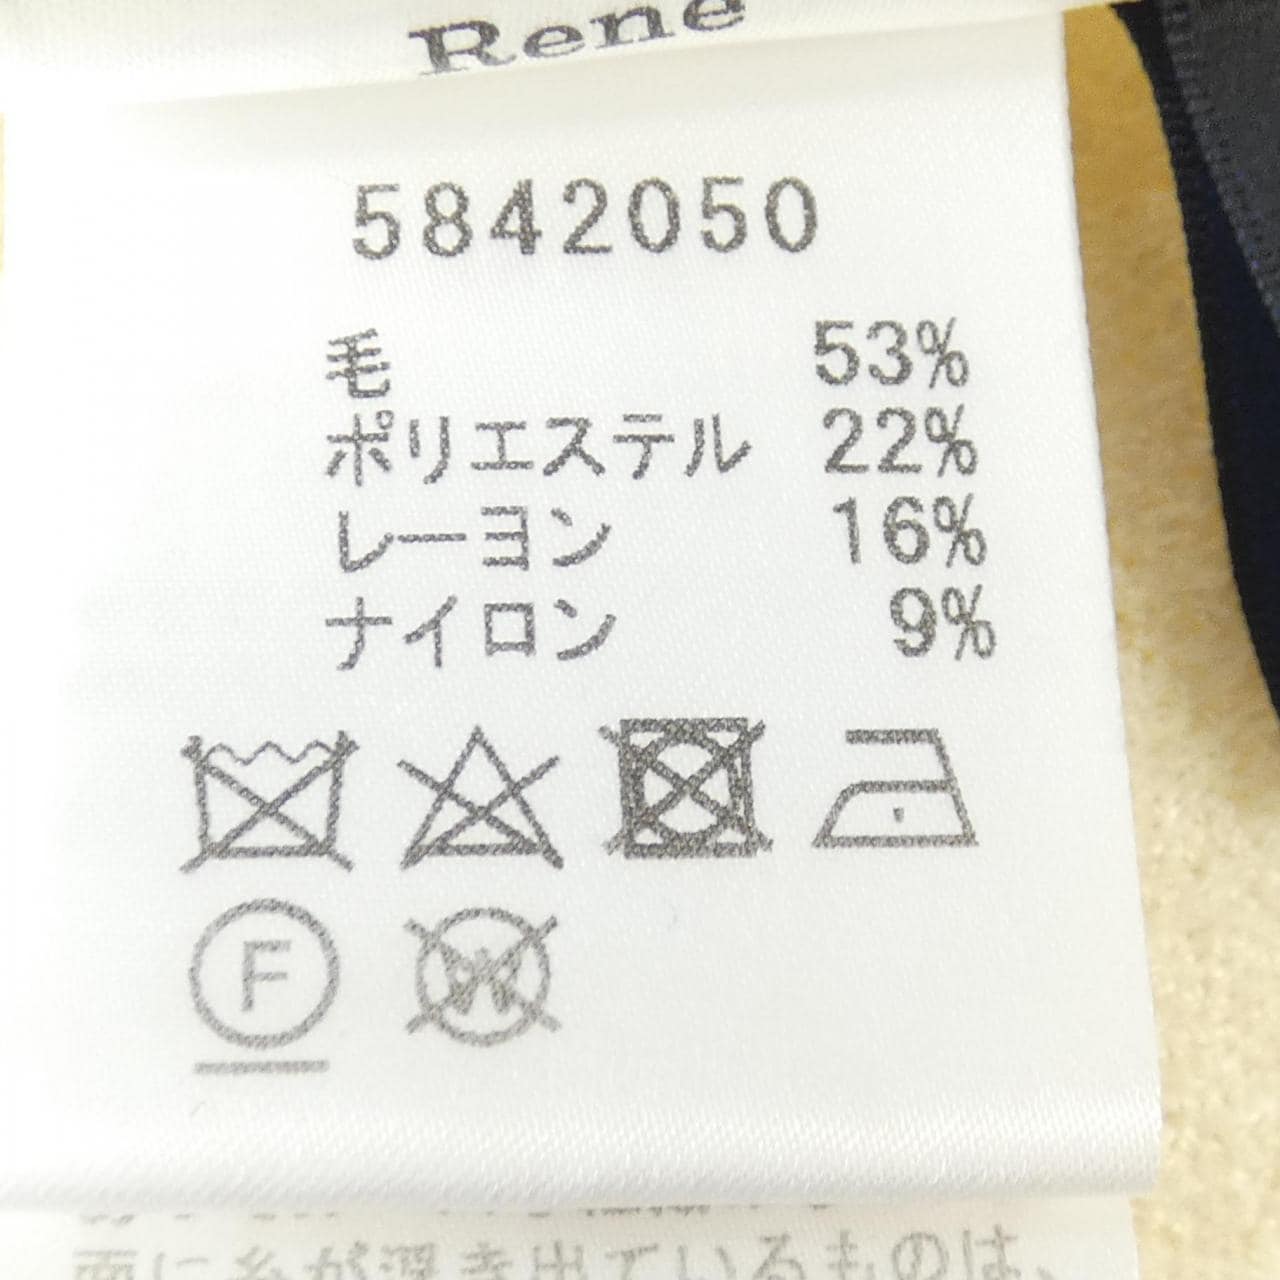 René
5842050
毛 53%
ポリエステル 22%
レーヨン 16%
ナイロン 9%
F
W
面に糸が浮き出ているものは、